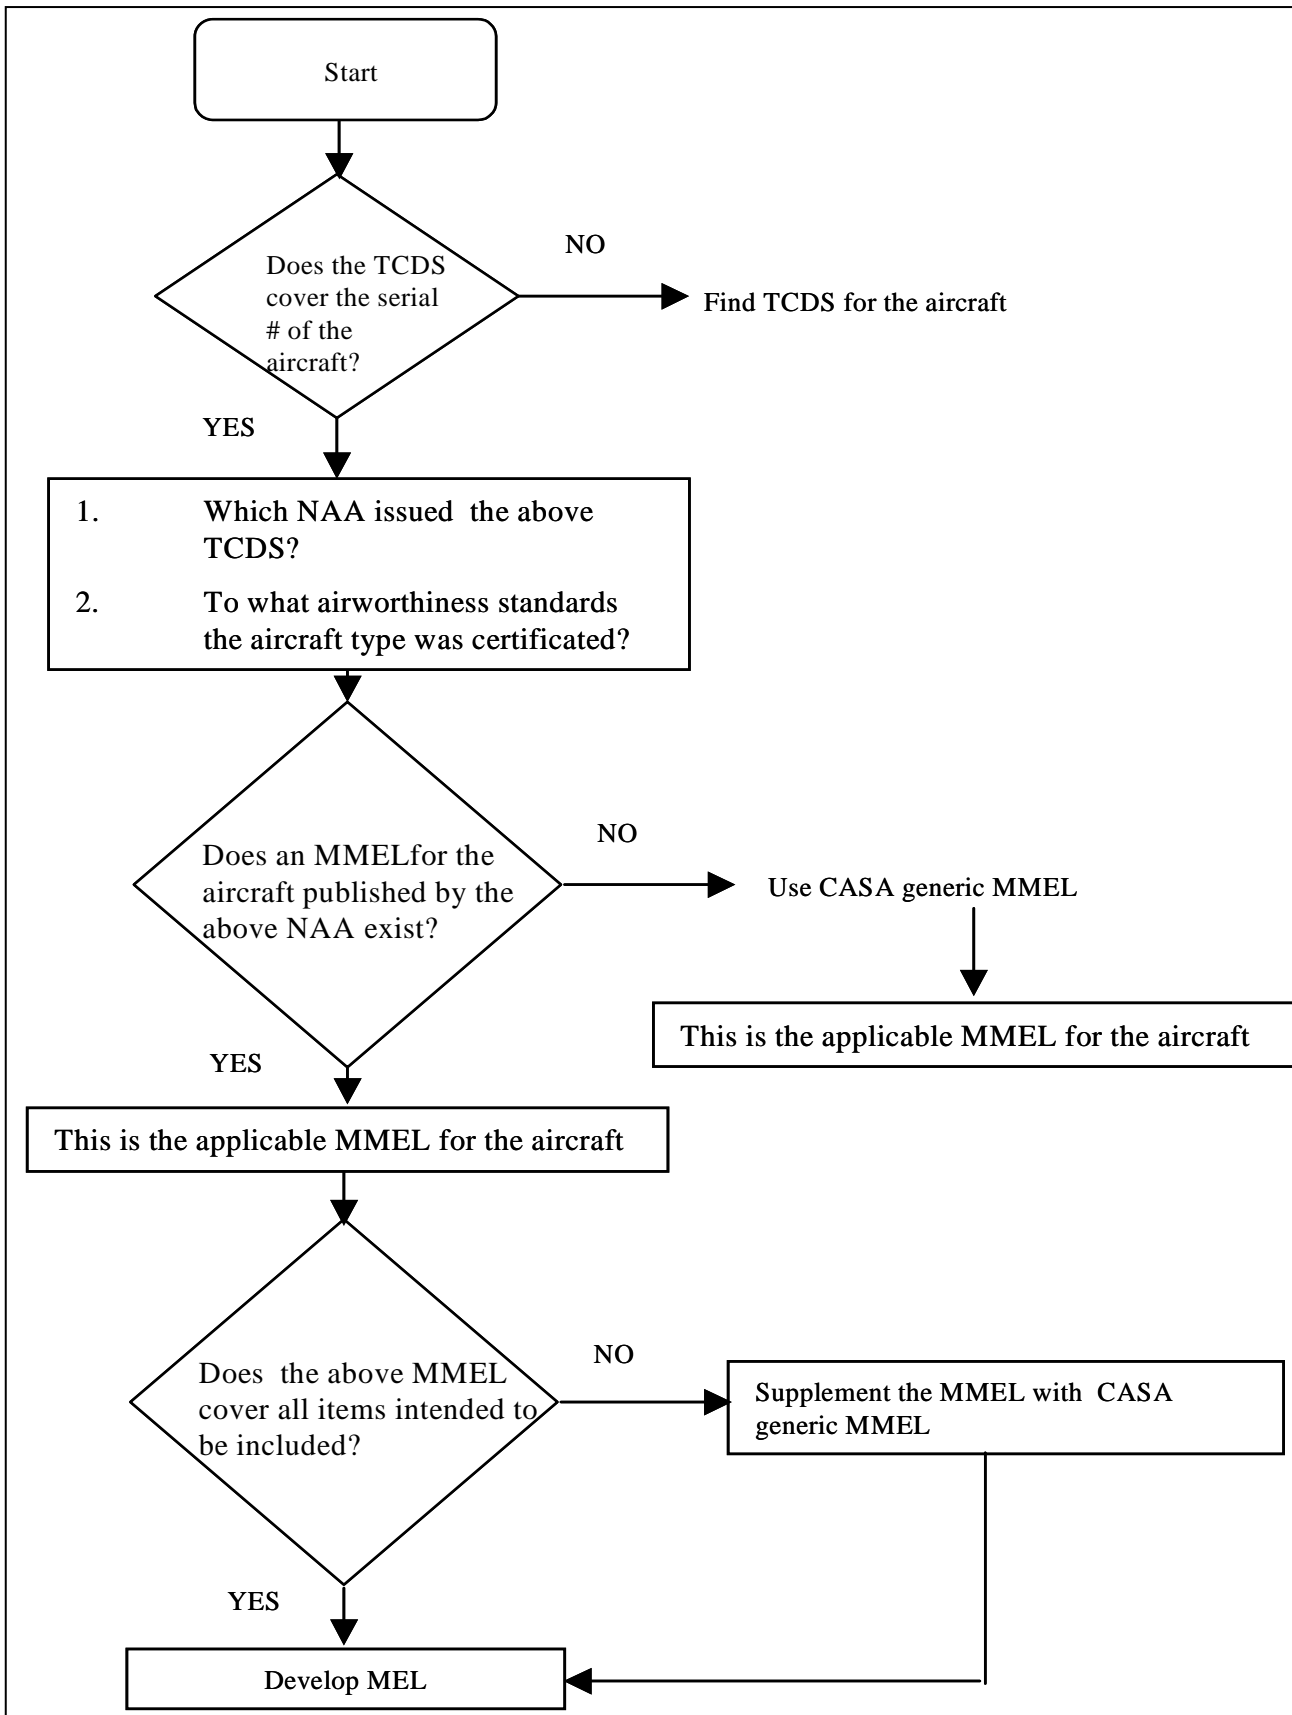 Start
Does the TCDS
cover the serial
# of the
aircraft?
NO
Find TCDS for the aircraft
YES
1. Which NAA issued the above
TCDS?
2. To what airworthiness standards
the aircraft type was certificated?
Does an MMELfor the
aircraft published by the
above NAA exist?
NO
Use CASA generic MMEL
This is the applicable MMEL for the aircraft
YES
This is the applicable MMEL for the aircraft
Does the above MMEL
cover all items intended to
be included?
NO
Supplement the MMEL with CASA
generic MMEL
YES
Develop MEL